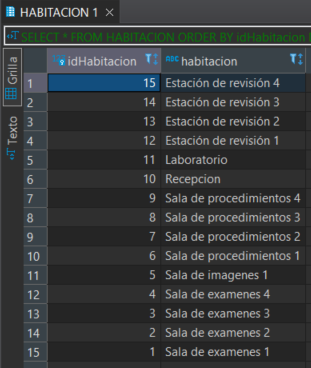 HABITACION 1
SELECT * FROM HABITACION ORDER BY idHabitacion
Grilla
Texto
idHabitacion habitacion
1 15 Estación de revisión 4
2 14 Estación de revisión 3
3 13 Estación de revisión 2
4 12 Estación de revisión 1
5 11 Laboratorio
6 10 Recepcion
7 9 Sala de procedimientos 4
8 8 Sala de procedimientos 3
9 7 Sala de procedimientos 2
10 6 Sala de procedimientos 1
11 5 Sala de imagenes 1
12 4 Sala de examenes 4
13 3 Sala de examenes 3
14 2 Sala de examenes 2
15 1 Sala de examenes 1